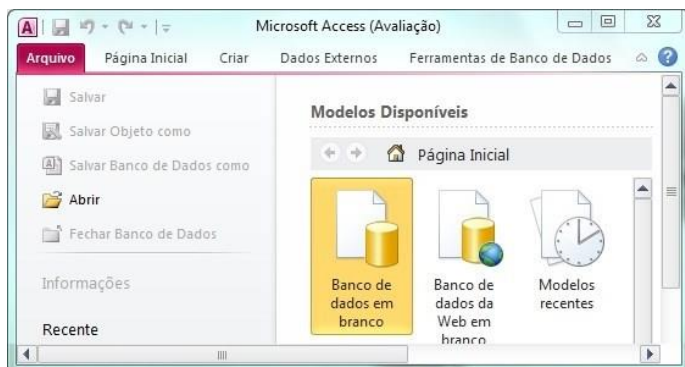 Microsoft Access (Avaliação)
Arquivo Página Inicial Criar Dados Externos Ferramentas de Banco de Dados
Salvar
Salvar Objeto como
Salvar Banco de Dados como
Abrir
Fechar Banco de Dados
Informações
Recente
Modelos Disponíveis
Página Inicial
Banco de
dados em
branco
Banco de
dados da
Web em
branco
Modelos
recentes